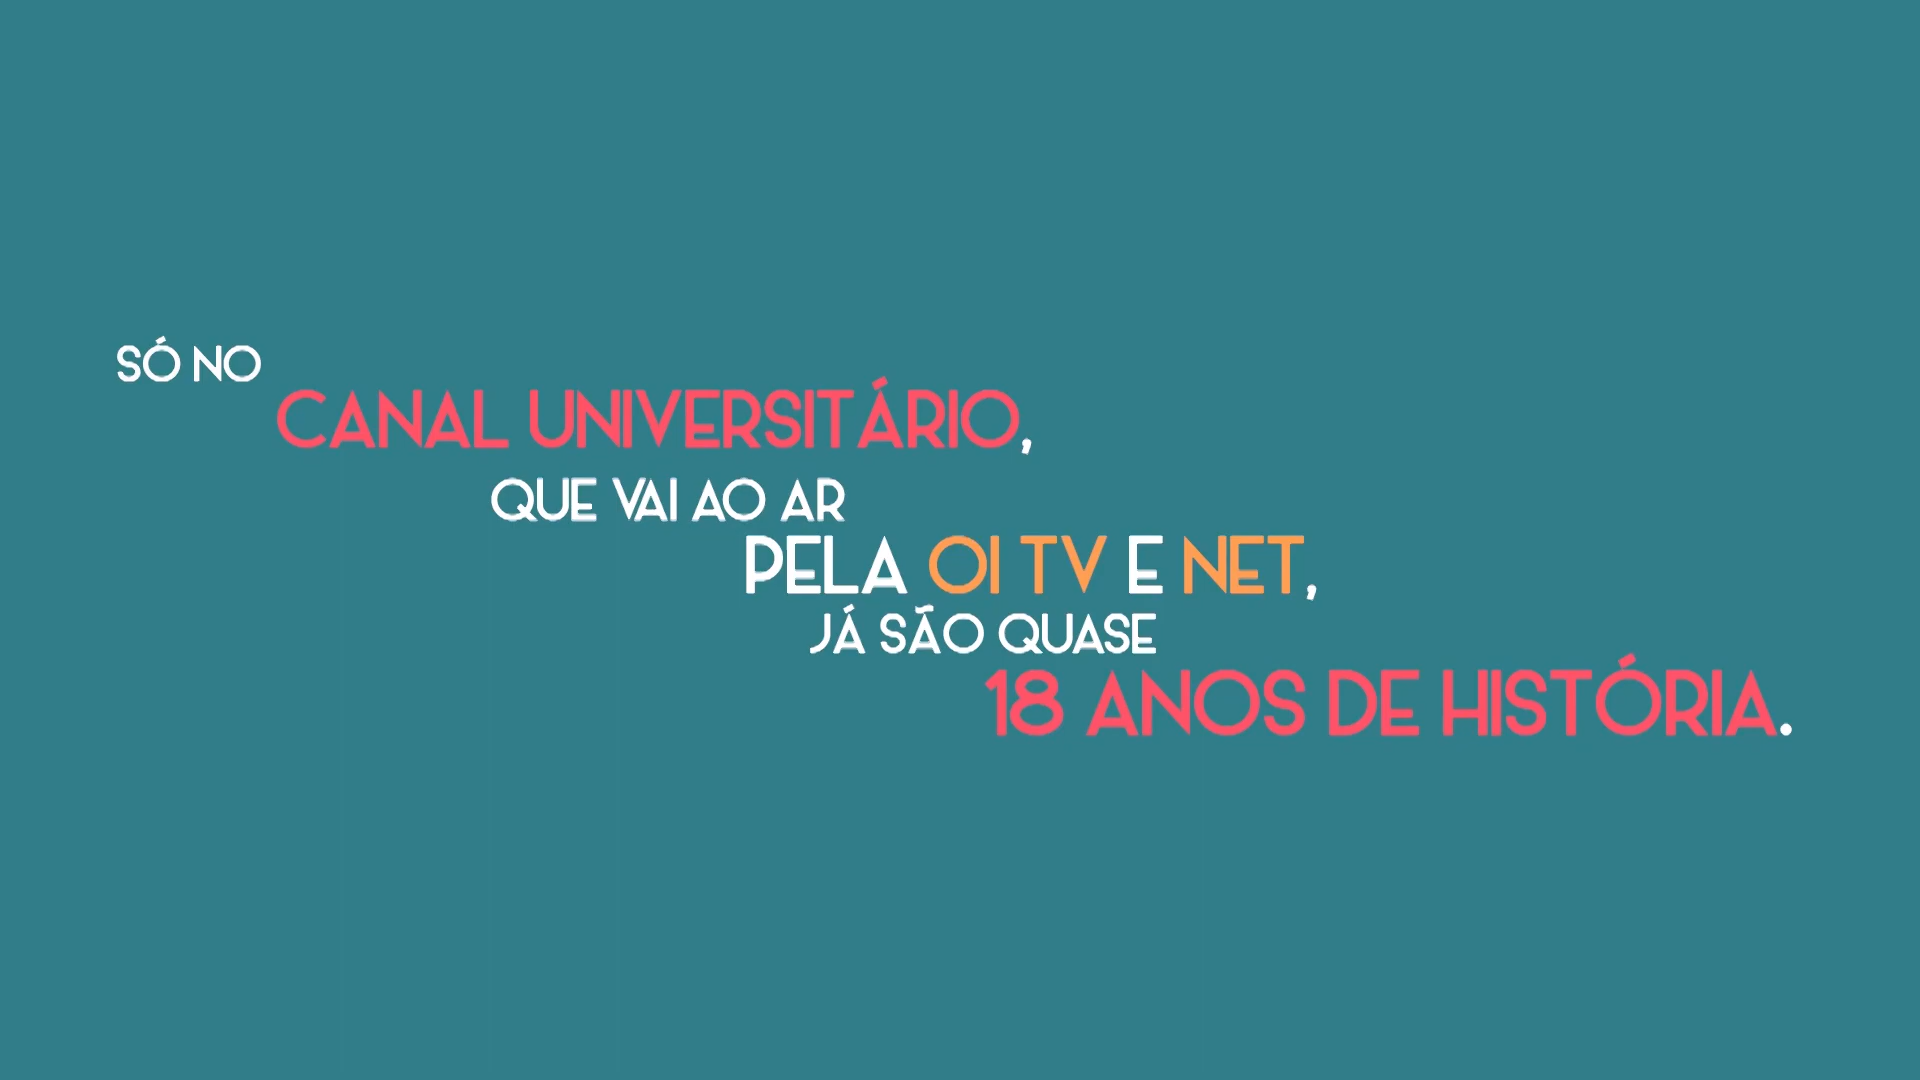 SÓ NO
CANAL UNIVERSITÁRIO,
QUE VAI AO AR
PELA OI TV E NET,
JÁ SÃO QUASE
18 ANOS DE HISTÓRIA.